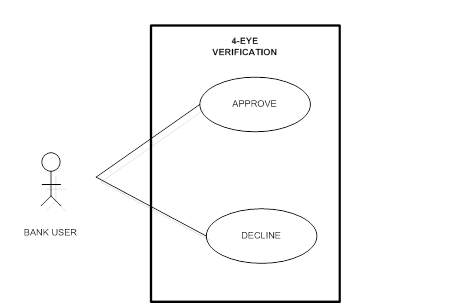 4-EYE
VERIFICATION
APPROVE
BANK USER
DECLINE